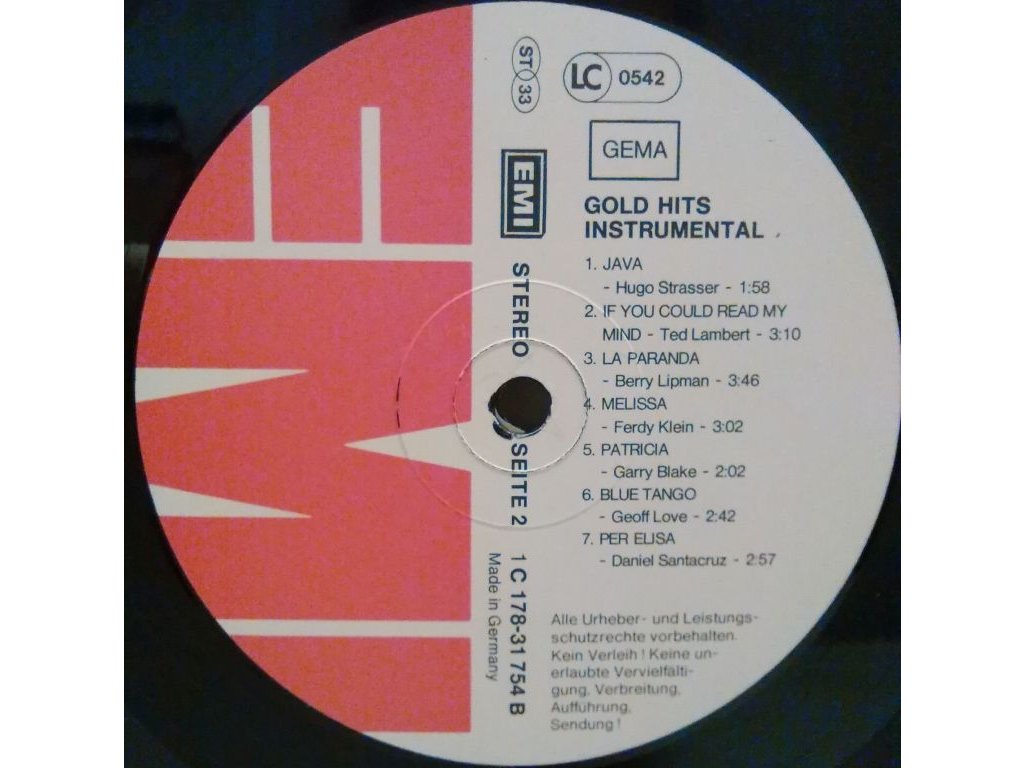 ST 33
LC 0542
GEMA
EMI
GOLD HITS
INSTRUMENTAL
1. JAVA
- Hugo Strasser - 1:58
2. IF YOU COULD READ MY
MIND - Ted Lambert - 3:10
3. LA PARANDA
- Berry Lipman - 3:46
4. MELISSA
- Ferdy Klein - 3:02
5. PATRICIA
- Garry Blake - 2:02
6. BLUE TANGO
- Geoff Love - 2:42
7. PER ELISA
- Daniel Santacruz - 2:57
STEREO SEITE 2 1 C 178-31 754 B
Made in Germany
Alle Urheber- und Leistungs-
schutzrechte vorbehalten.
Kein Verleih! Keine un-
erlaubte Vervielfälti-
gung, Verbreitung,
Aufführung,
Sendung!
EMI